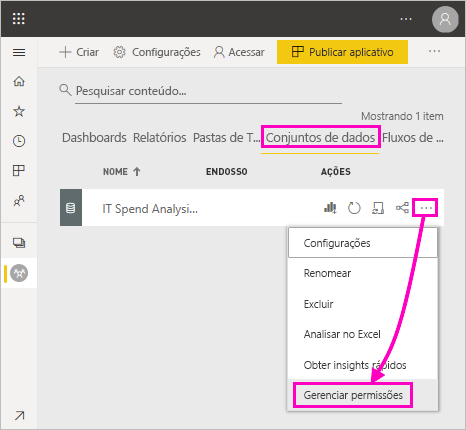 Criar Configurações Acessar Publicar aplicativo ...
Pesquisar conteúdo...
Mostrando 1 item
Dashboards Relatórios Pastas de T... Conjuntos de dados Fluxos de ...
NOME ENDOSSO AÇÕES
IT Spend Analysi...
Configurações
Renomear
Excluir
Analisar no Excel
Obter insights rápidos
Gerenciar permissões